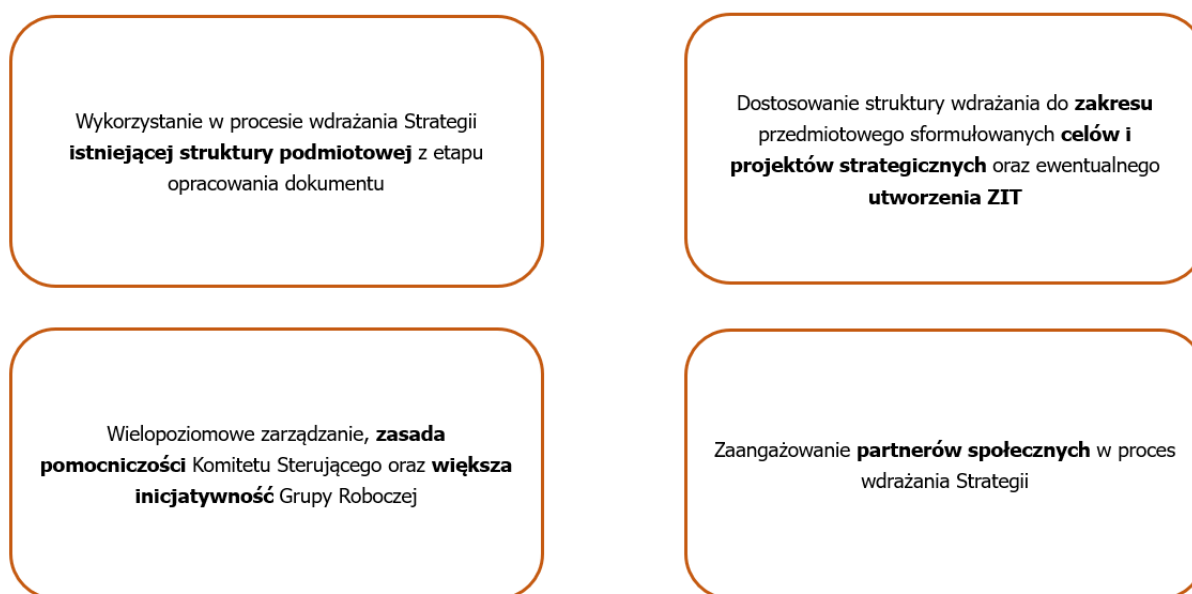 Wykorzystanie w procesie wdrażania Strategii
istniejącej struktury podmiotowej z etapu
opracowania dokumentu
Dostosowanie struktury wdrażania do zakresu
przedmiotowego sformułowanych celów i
projektów strategicznych oraz ewentualnego
utworzenia ZIT
Wielopoziomowe zarządzanie, zasada
pomocniczości Komitetu Sterującego oraz większa
inicjatywność Grupy Roboczej
Zaangażowanie partnerów społecznych w proces
wdrażania Strategii